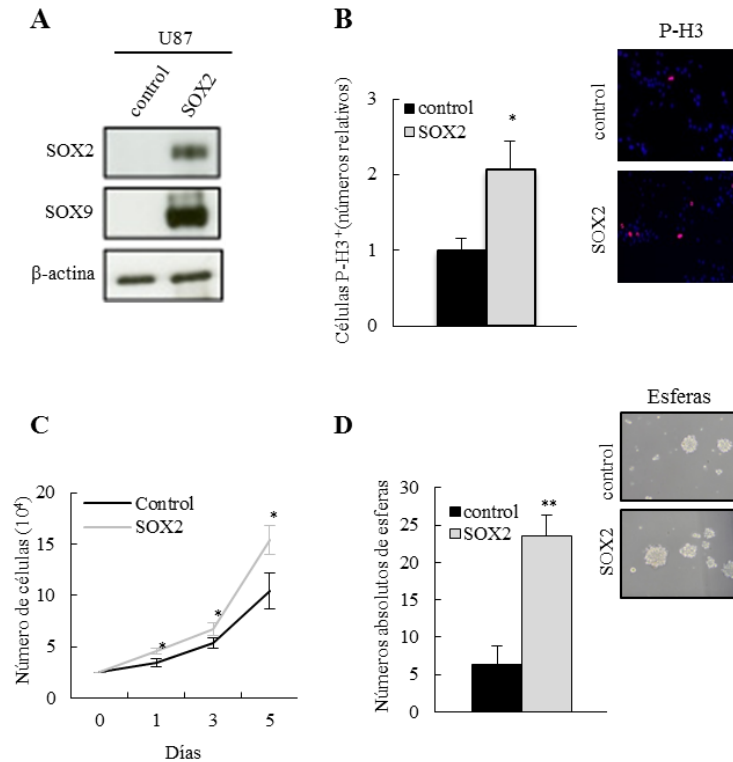 A
U87
control
SOX2
SOX2
SOX9
β-actina
B
P-H3
Células P-H3⁺(números relativos)
3
2
1
0
control
SOX2
*
control
SOX2
C
Número de células (10⁴)
20
15
10
5
0
Control
SOX2
*
*
*
0 1 3 5
Días
D
Esferas
Números absolutos de esferas
30
25
20
15
10
5
0
control
SOX2
**
control
SOX2